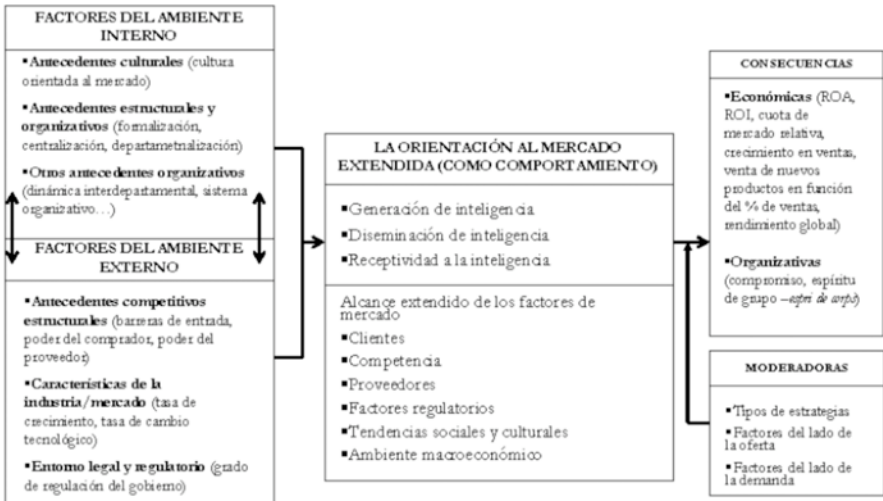 FACTORES DEL AMBIENTE
INTERNO
▪Antecedentes culturales (cultura
orientada al mercado)
▪Antecedentes estructurales y
organizativos (formalización,
centralización, departametnalización)
▪Otros antecedentes organizativos
(dinámica interdepartamental, sistema
organizativo…)
FACTORES DEL AMBIENTE
EXTERNO
▪Antecedentes competitivos
estructurales (barreras de entrada,
poder del comprador, poder del
proveedor)
▪Características de la
industria/mercado (tasa de
crecimiento, tasa de cambio
tecnológico)
▪Entorno legal y regulatorio (grado
de regulación del gobierno)
LA ORIENTACIÓN AL MERCADO
EXTENDIDA (COMO COMPORTAMIENTO)
▪Generación de inteligencia
▪Diseminación de inteligencia
▪Receptividad a la inteligencia
Alcance extendido de los factores de
mercado
▪Clientes
▪Competencia
▪Proveedores
▪Factores regulatorios
▪Tendencias sociales y culturales
▪Ambiente macroeconómico
CONSECUENCIAS
▪Económicas (ROA,
ROI, cuota de
mercado relativa,
crecimiento en ventas,
venta de nuevos
productos en función
del % de ventas,
rendimiento global)
▪Organizativas
(compromiso, espíritu
de grupo –espri de corps)
MODERADORAS
▪Tipos de estrategias
▪Factores del lado de
la oferta
▪Factores del lado de
la demanda